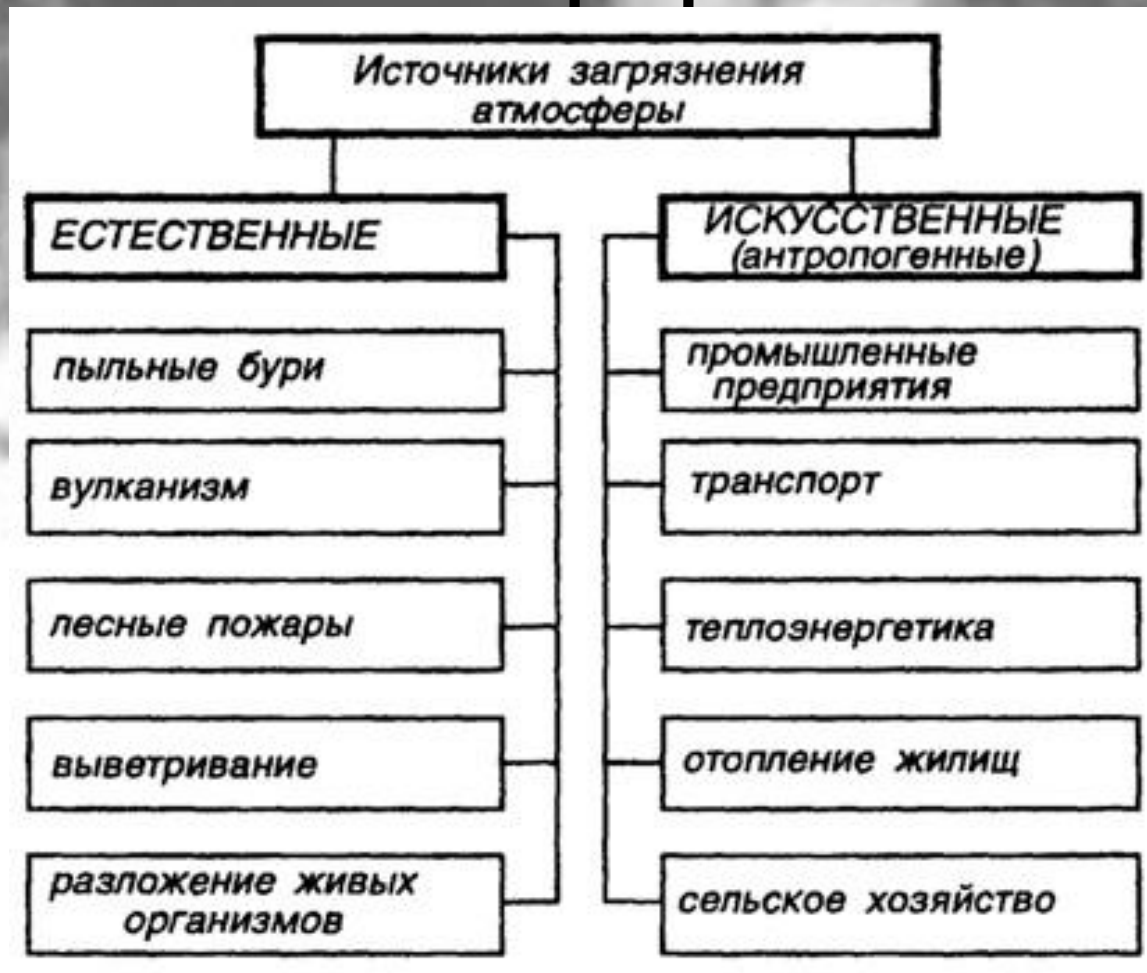 Источники загрязнения
атмосферы
ЕСТЕСТВЕННЫЕ
пыльные бури
вулканизм
лесные пожары
выветривание
разложение живых
организмов
ИСКУССТВЕННЫЕ
(антропогенные)
промышленные
предприятия
транспорт
теплоэнергетика
отопление жилищ
сельское хозяйство